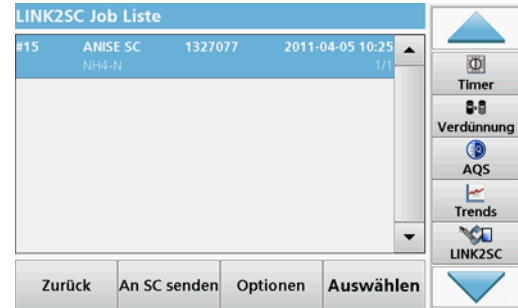 LINK2SC Job Liste
#15 ANISE SC 1327077 2011-04-05 10:25
NH4-N 1/1
Timer
Verdünnung
AQS
Trends
LINK2SC
Zurück An SC senden Optionen Auswählen